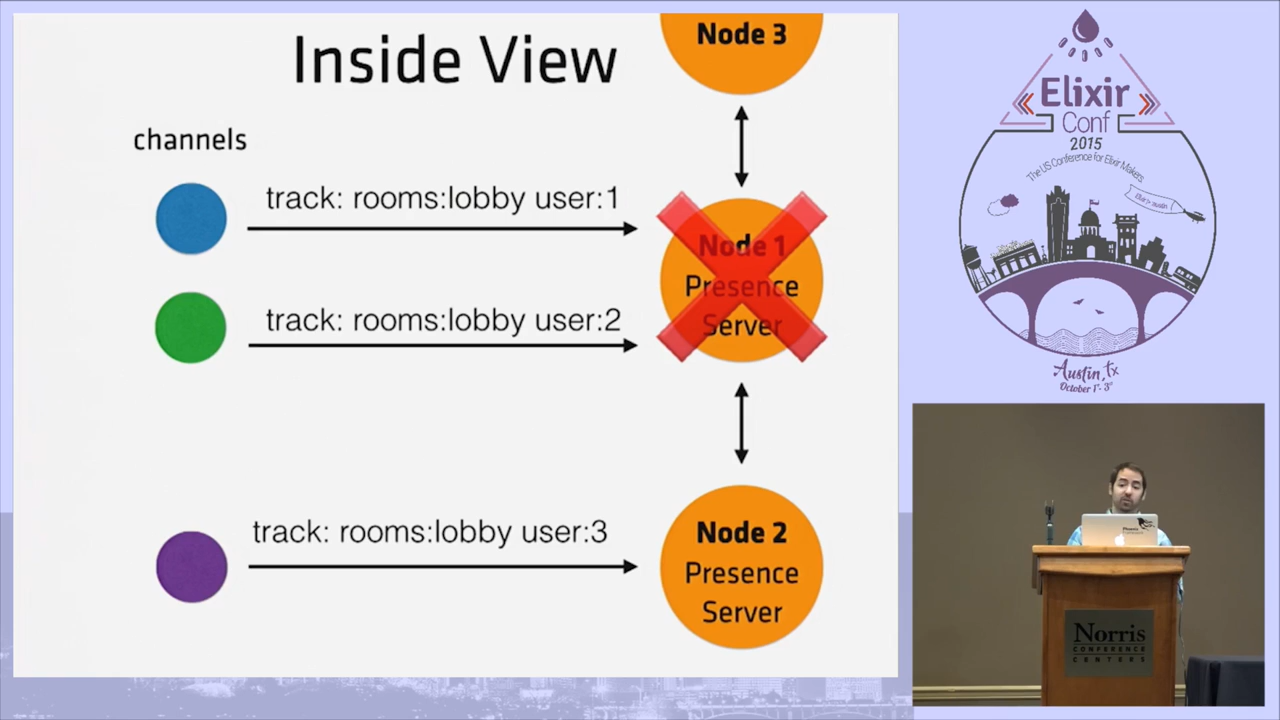 Inside View
Node 3
channels
track: rooms:lobby user:1
Node 1
Presence
Server
track: rooms:lobby user:2
track: rooms:lobby user:3
Node 2
Presence
Server
Elixir
Conf
2015
The US Conference for Elixir Makers
Austin, tx
October 1st - 3rd
Norris
CONFERENCE
CENTERS